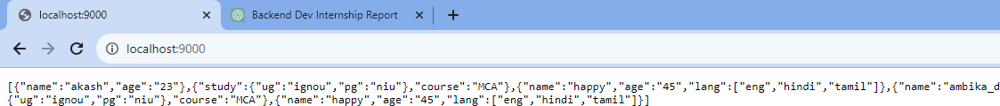 localhost:9000
Backend Dev Internship Report
localhost:9000
[{"name":"akash","age":"23"},{"study":{"ug":"ignou","pg":"niu"},"course":"MCA"},{"name":"happy","age":"45","lang":["eng","hindi","tamil"]},{"name":"ambika_d
{"ug":"ignou","pg":"niu"},"course":"MCA"},{"name":"happy","age":"45","lang":["eng","hindi","tamil"]}]